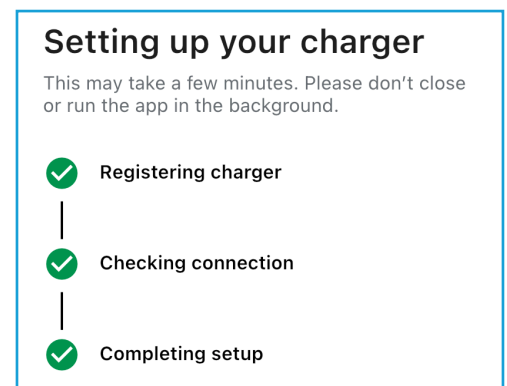 Setting up your charger
This may take a few minutes. Please don’t close
or run the app in the background.
Registering charger
Checking connection
Completing setup